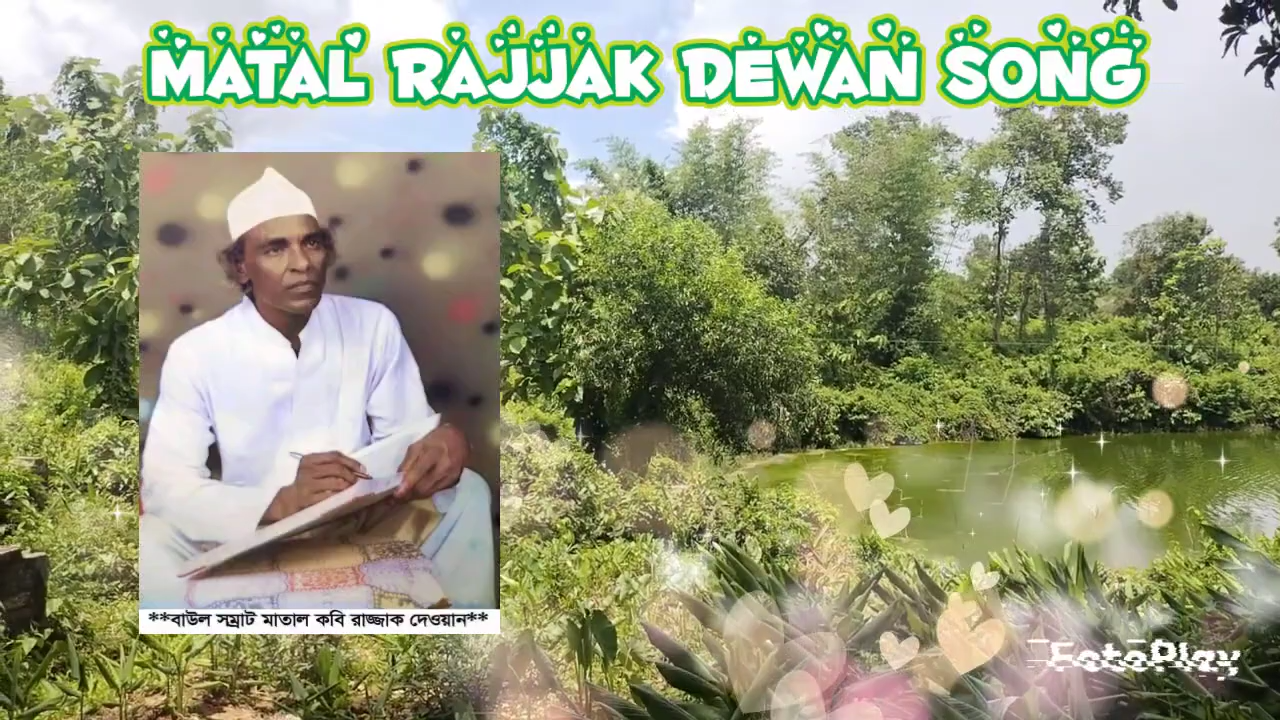 MATAL RAJJAK DEWAN SONG
**বাউল সম্রাট মাতাল কবি রাজ্জাক দেওয়ান**
FotoPlay